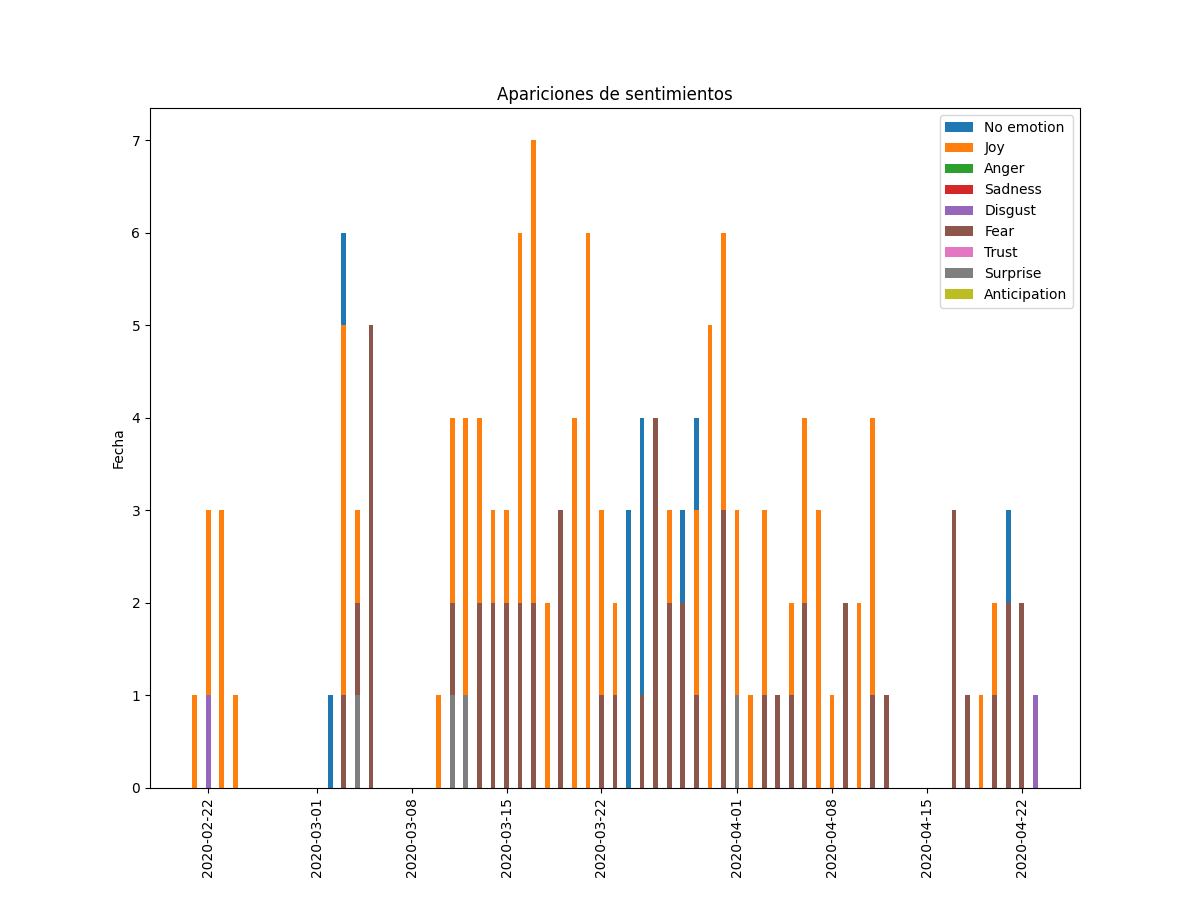 Apariciones de sentimientos
No emotion
Joy
Anger
Sadness
Disgust
Fear
Trust
Surprise
Anticipation
Fecha
7
6
5
4
3
2
1
0
2020-02-22
2020-03-01
2020-03-08
2020-03-15
2020-03-22
2020-04-01
2020-04-08
2020-04-15
2020-04-22